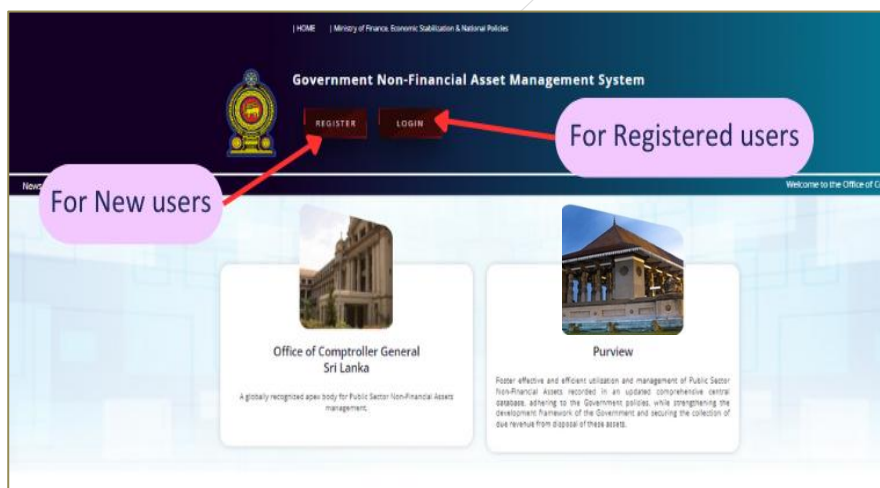 | HOME | Ministry of Finance, Economic Stabilization & National Policies
Government Non-Financial Asset Management System
REGISTER LOGIN
For Registered users
News
Welcome to the Office of C
For New users
Office of Comptroller General
Sri Lanka
A globally recognized apex body for Public Sector Non-Financial Assets
management.
Purview
Foster effective and efficient utilization and management of Public Sector
Non-Financial Assets recorded in an updated comprehensive central
database, adhering to the Government policies, while strengthening the
development framework of the Government and securing the collection of
due revenue from disposal of these assets.